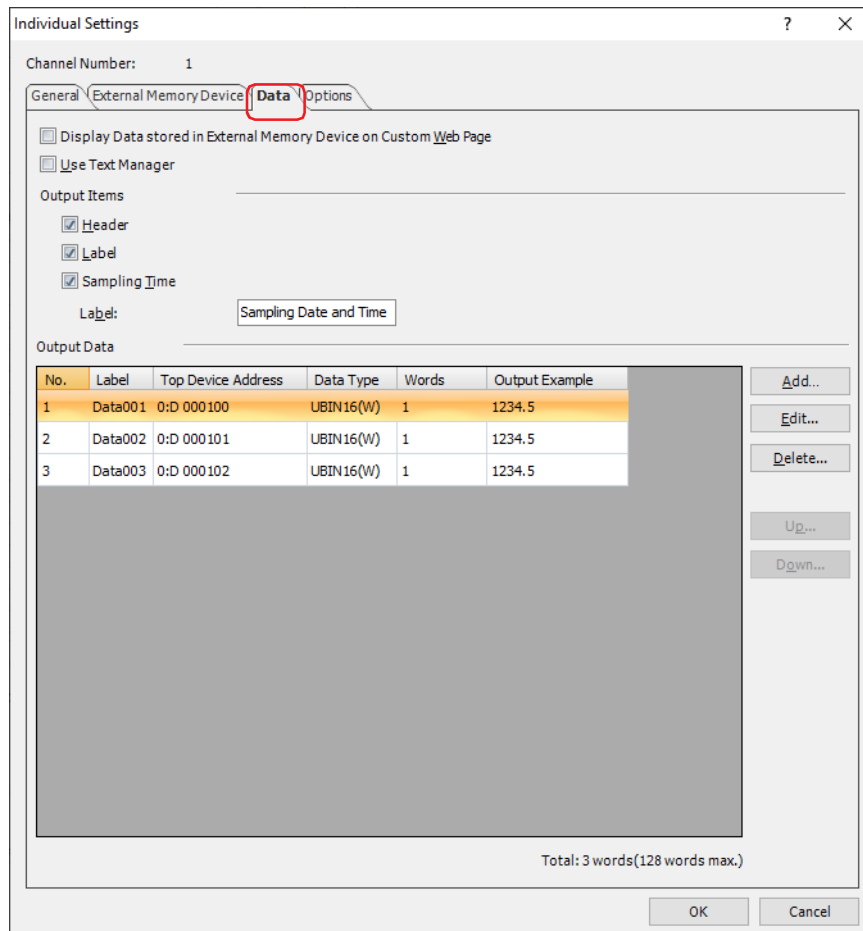 Individual Settings ? ×
Channel Number: 1
General External Memory Device Data Options
Display Data stored in External Memory Device on Custom Web Page
Use Text Manager
Output Items
Header
Label
Sampling Time
Label: Sampling Date and Time
Output Data
No. Label Top Device Address Data Type Words Output Example
1 Data001 0:D 000100 UBIN16(W) 1 1234.5
2 Data002 0:D 000101 UBIN16(W) 1 1234.5
3 Data003 0:D 000102 UBIN16(W) 1 1234.5
Add...
Edit...
Delete...
Up...
Down...
Total: 3 words(128 words max.)
OK Cancel